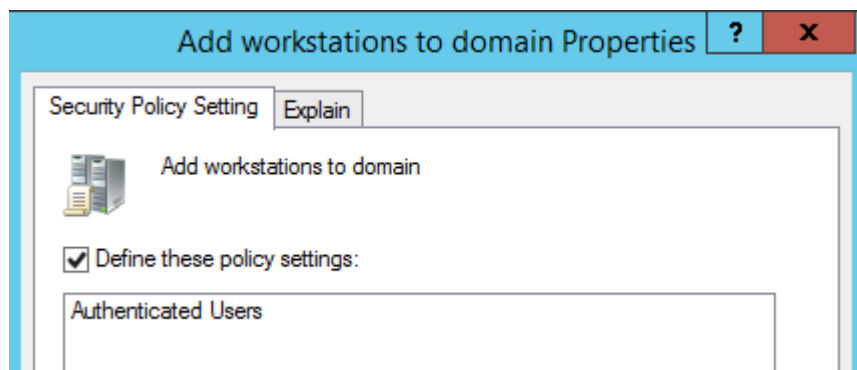 Add workstations to domain Properties ? x
Security Policy Setting Explain
Add workstations to domain
Define these policy settings:
Authenticated Users